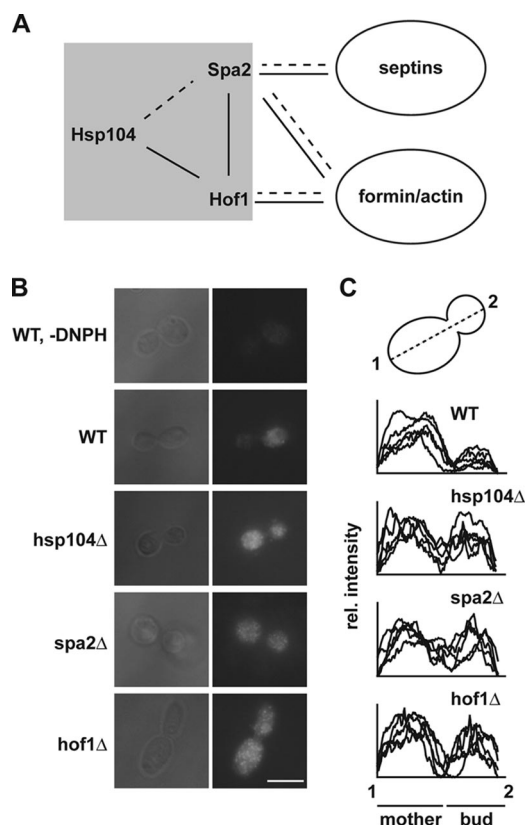 A
Spa2
septins
Hsp104
Hof1
formin/actin
B
WT, -DNPH
WT
hsp104Δ
spa2Δ
hof1Δ
C
2
1
WT
hsp104Δ
spa2Δ
hof1Δ
rel. intensity
1 2
mother bud